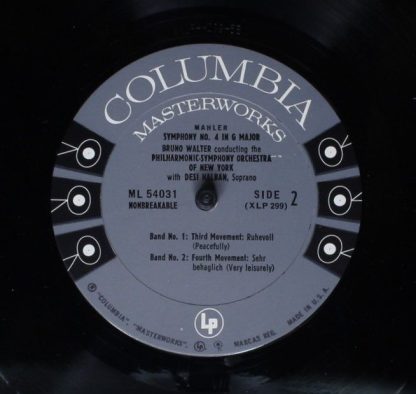 COLUMBIA
MASTERWORKS
MAHLER
SYMPHONY NO. 4 IN G MAJOR
BRUNO WALTER conducting the
PHILHARMONIC-SYMPHONY ORCHESTRA
OF NEW YORK
with DESI HALBAN, Soprano
ML 54031
NONBREAKABLE
SIDE 2
(XLP 299)
Band No. 1: Third Movement: Ruhevoll
(Peacefully)
Band No. 2: Fourth Movement: Sehr
behaglich (Very leisurely)
LP
® "COLUMBIA", "MASTERWORKS", MARCAS REG. MADE IN U.S.A.